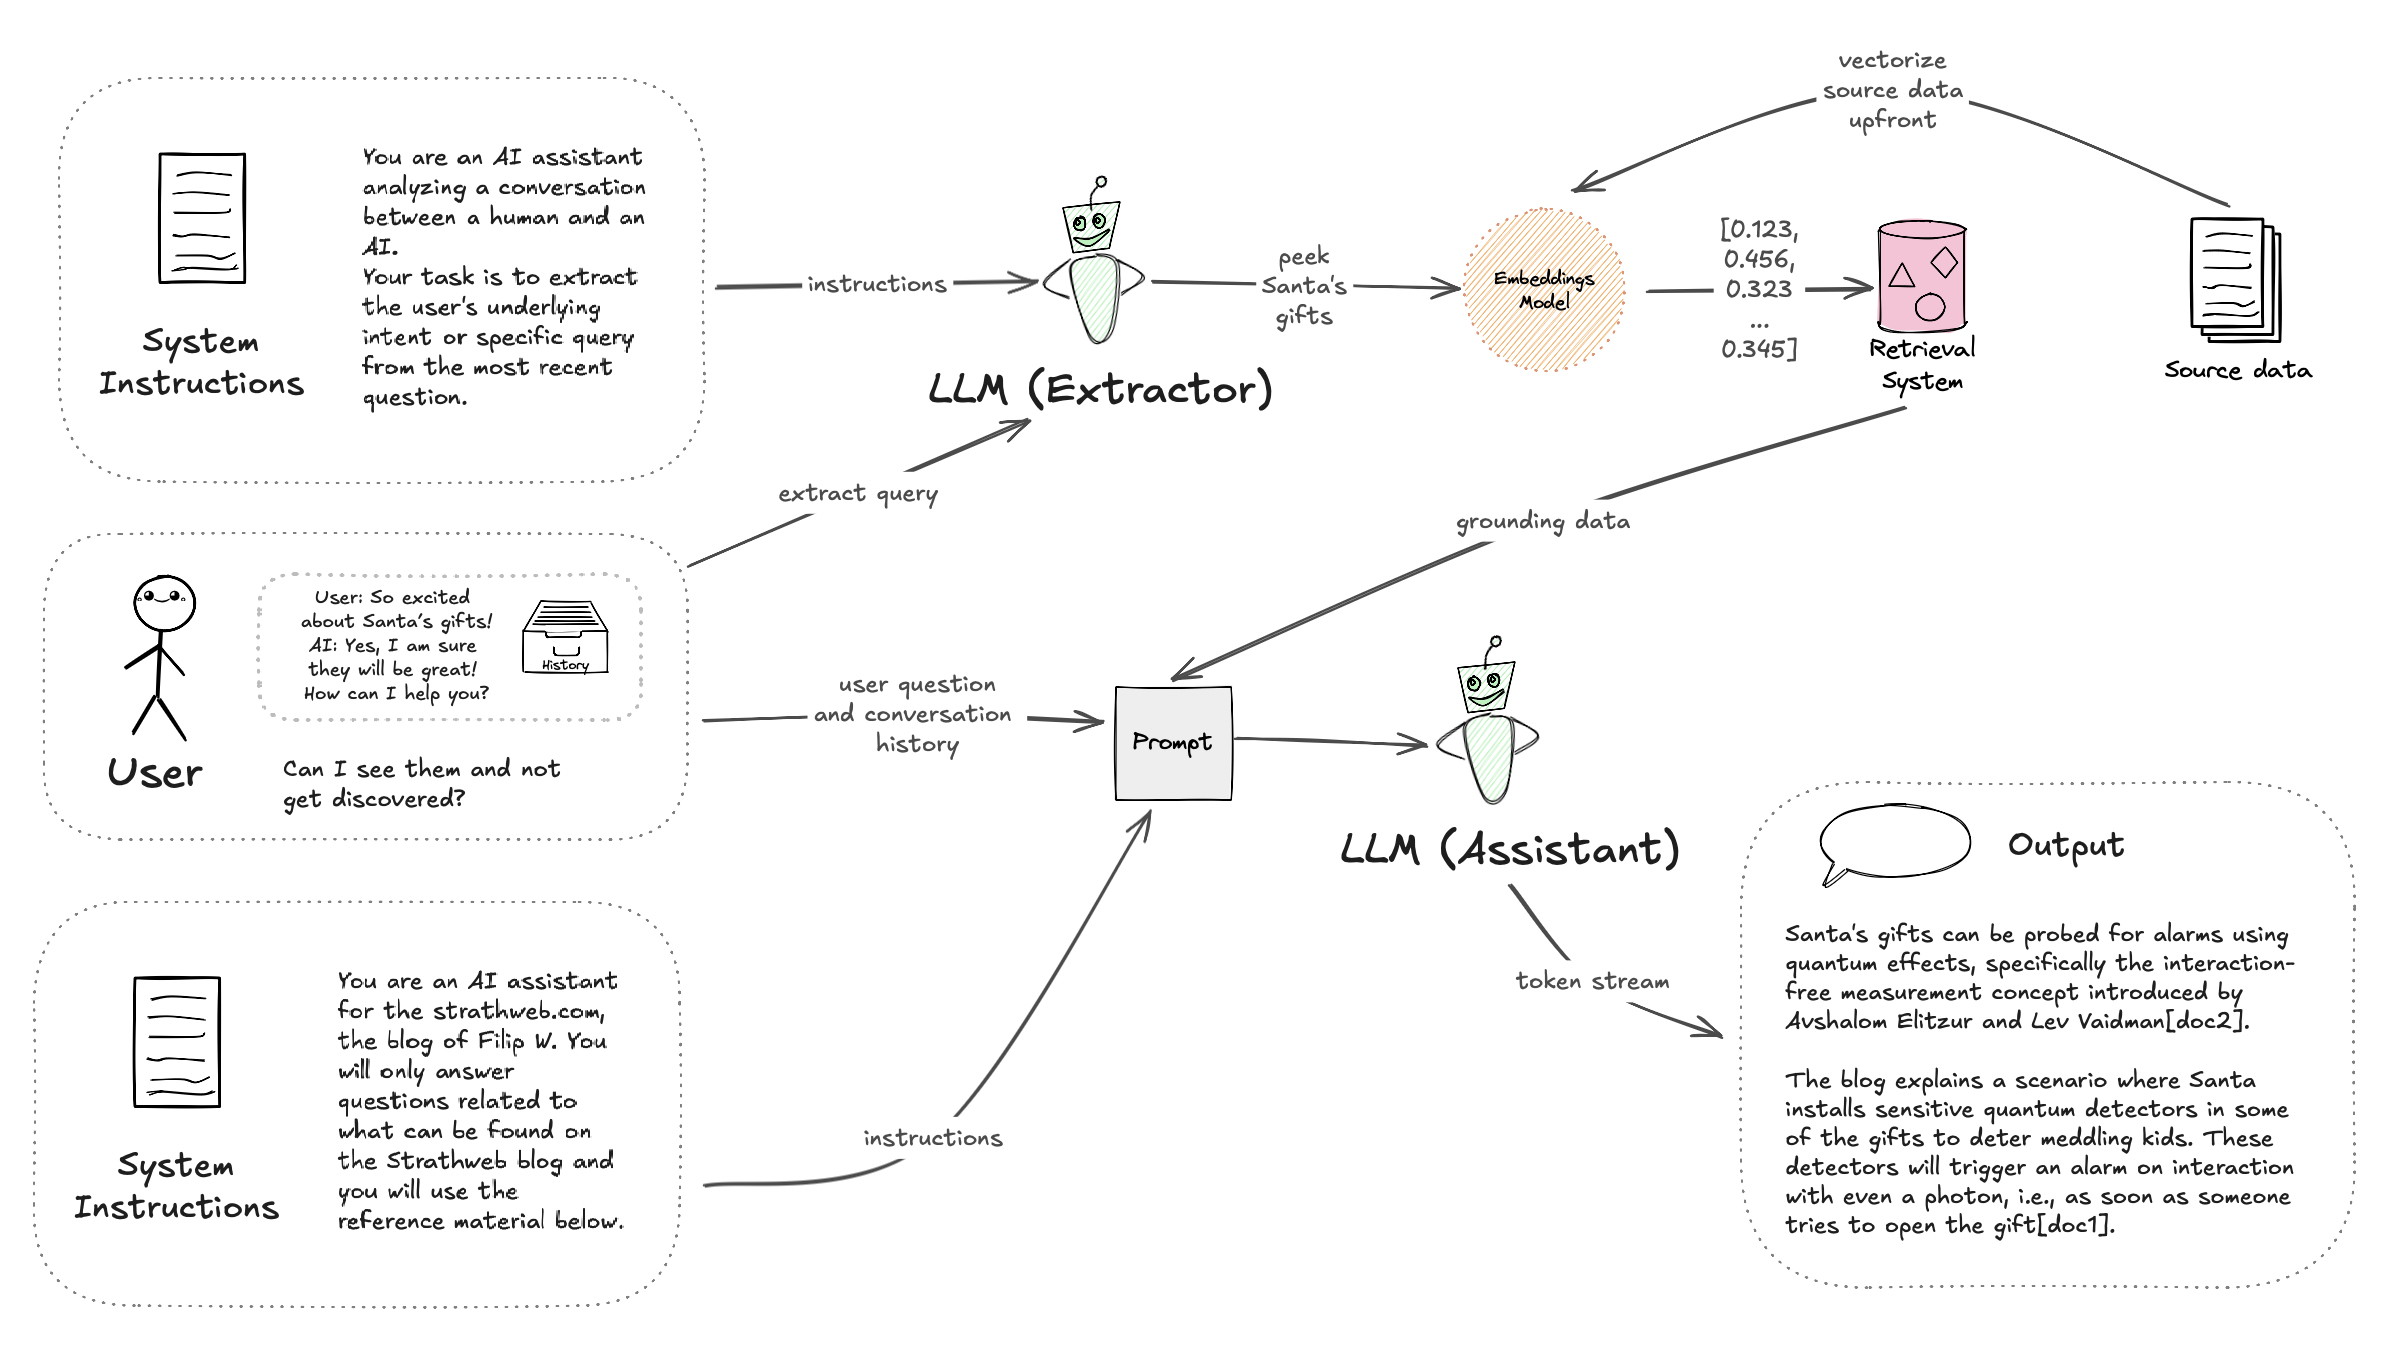 You are an AI assistant
analyzing a conversation
between a human and an
AI.
Your task is to extract
the user's underlying
intent or specific query
from the most recent
question.
System
Instructions
instructions
LLM (Extractor)
peek
Santa's
gifts
Embeddings
Model
[0.123,
0.456,
0.323
...
0.345]
Retrieval
System
vectorize
source data
upfront
Source data
extract query
grounding data
User: So excited
about Santa's gifts!
AI: Yes, I am sure
they will be great!
How can I help you?
History
User
Can I see them and not
get discovered?
user question
and conversation
history
Prompt
LLM (Assistant)
token stream
You are an AI assistant
for the strathweb.com,
the blog of Filip W. You
will only answer
questions related to
what can be found on
the Strathweb blog and
you will use the
reference material below.
System
Instructions
instructions
Output
Santa's gifts can be probed for alarms using
quantum effects, specifically the interaction-
free measurement concept introduced by
Avshalom Elitzur and Lev Vaidman[doc2].
The blog explains a scenario where Santa
installs sensitive quantum detectors in some
of the gifts to deter meddling kids. These
detectors will trigger an alarm on interaction
with even a photon, i.e., as soon as someone
tries to open the gift[doc1].